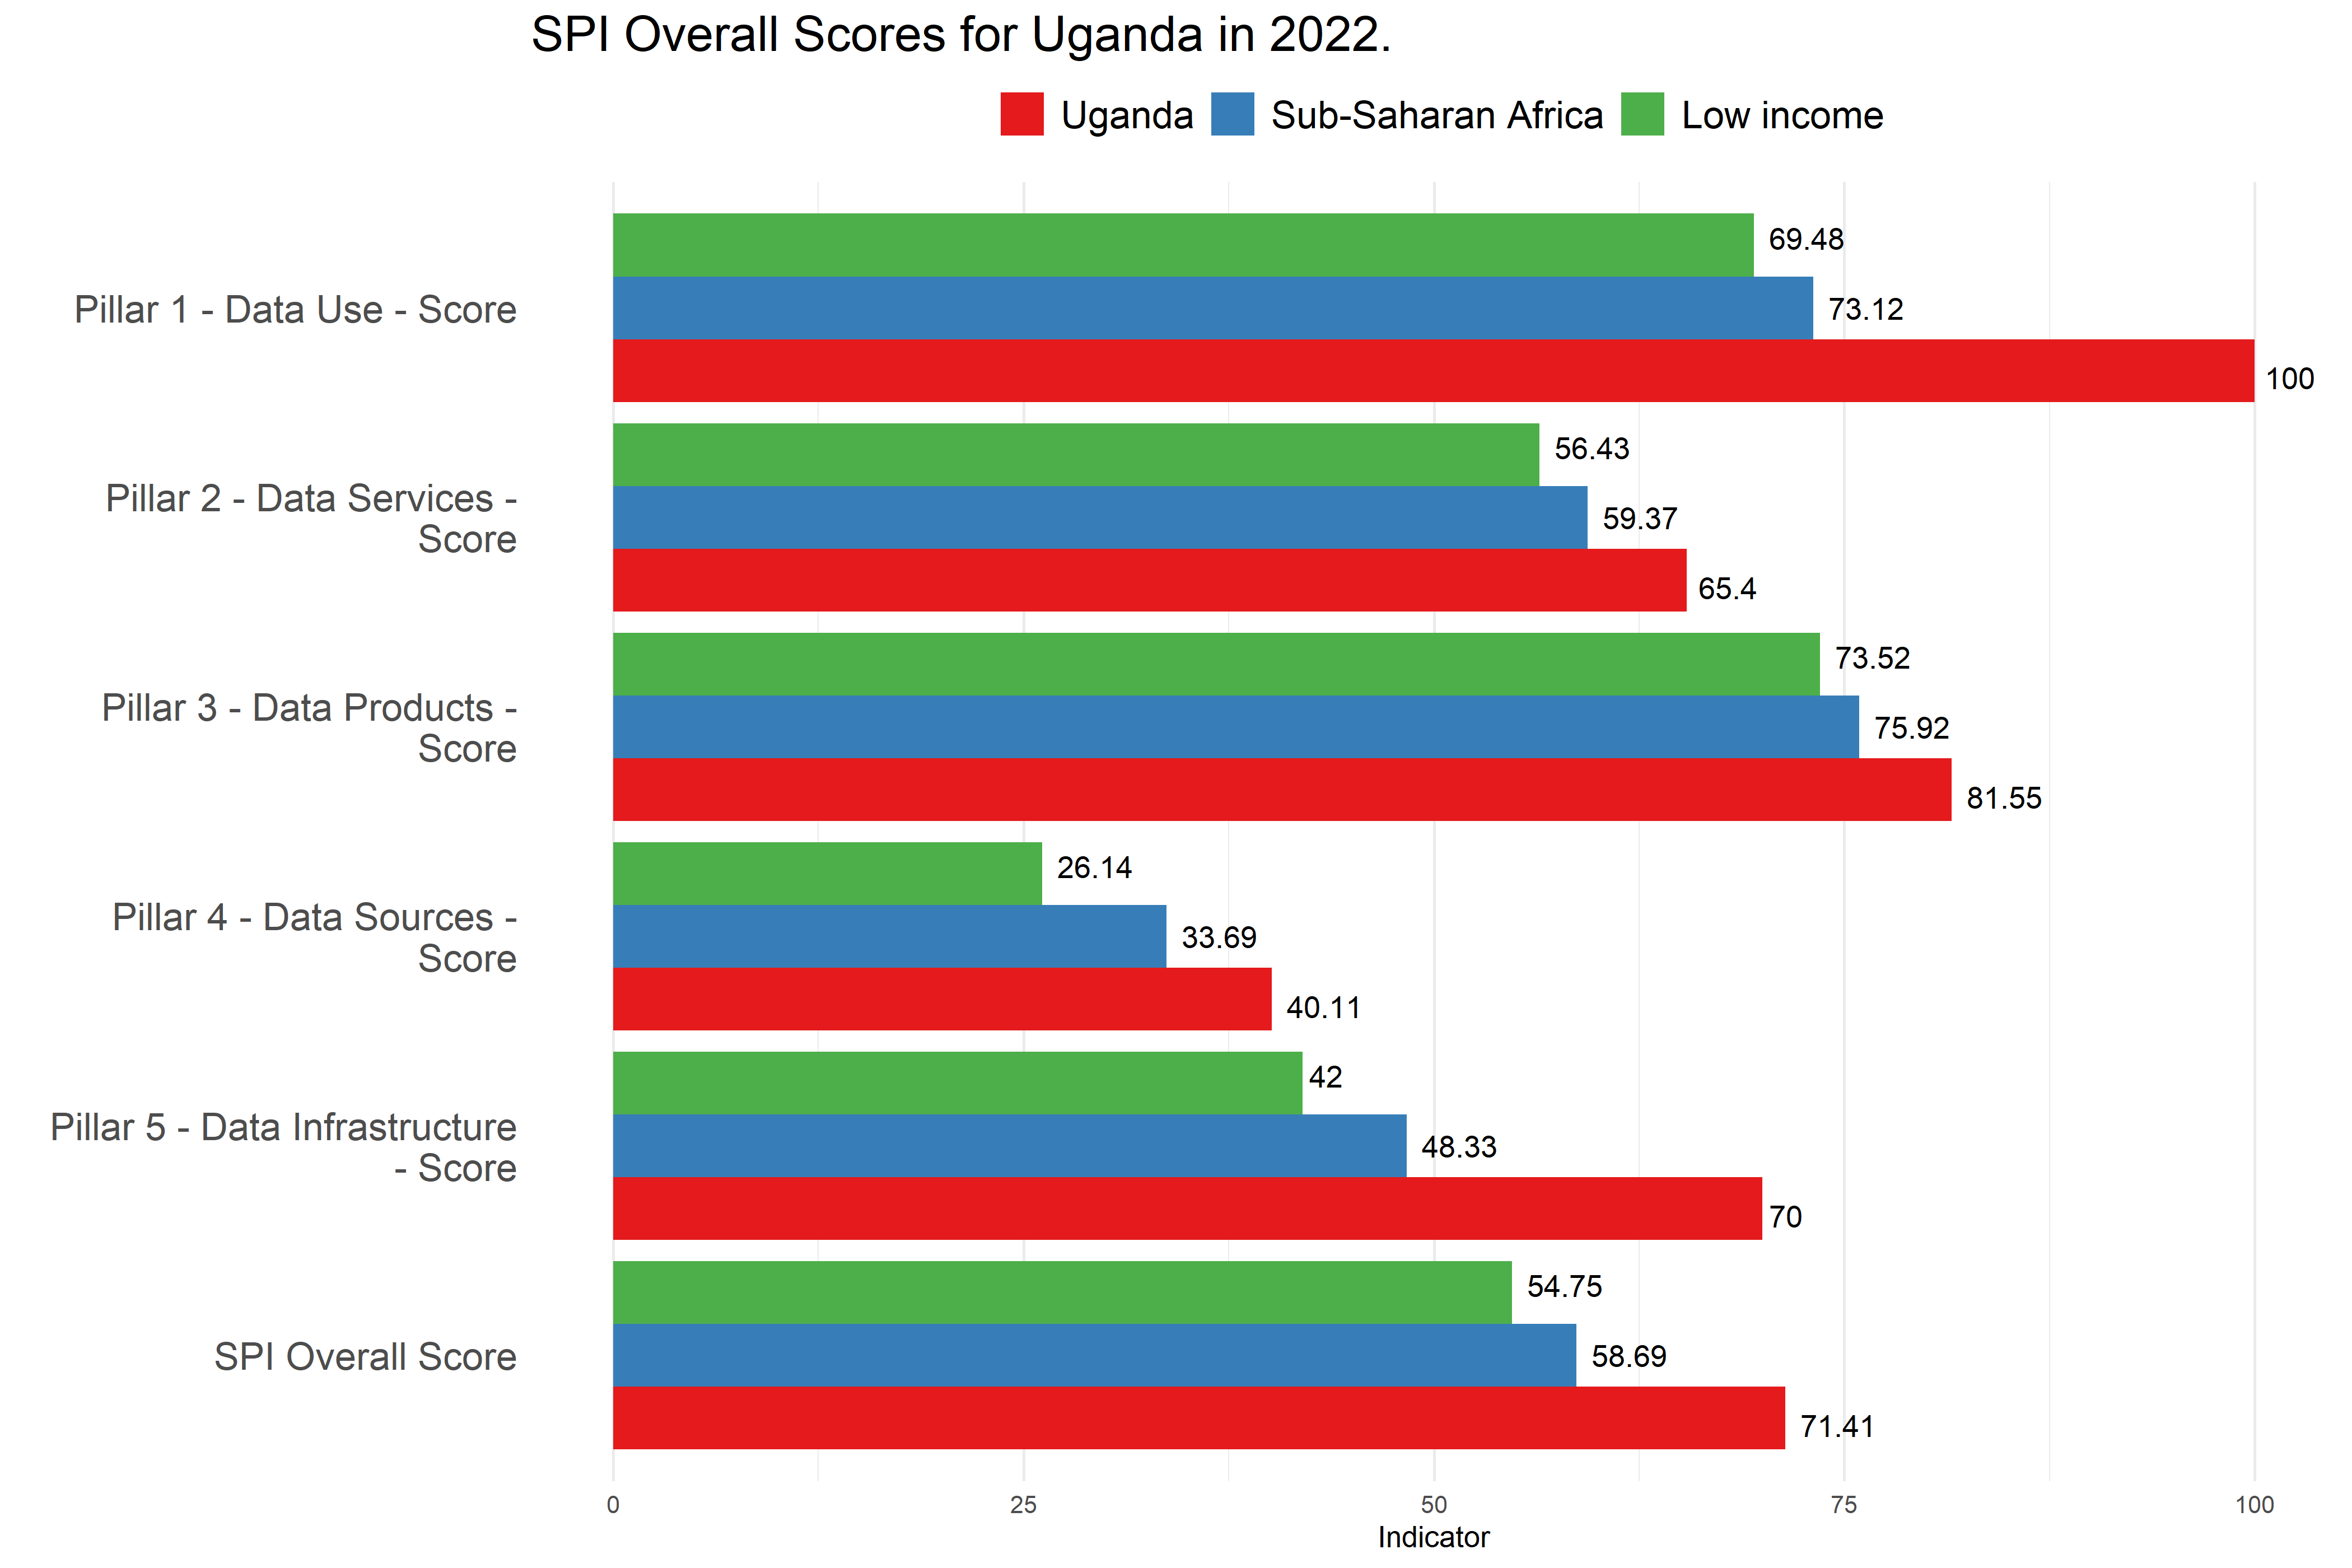 SPI Overall Scores for Uganda in 2022.
Uganda Sub-Saharan Africa Low income
Pillar 1 - Data Use - Score
69.48
73.12
100
Pillar 2 - Data Services -
Score
56.43
59.37
65.4
Pillar 3 - Data Products -
Score
73.52
75.92
81.55
Pillar 4 - Data Sources -
Score
26.14
33.69
40.11
Pillar 5 - Data Infrastructure
- Score
42
48.33
70
SPI Overall Score
54.75
58.69
71.41
0 25 50 75 100
Indicator